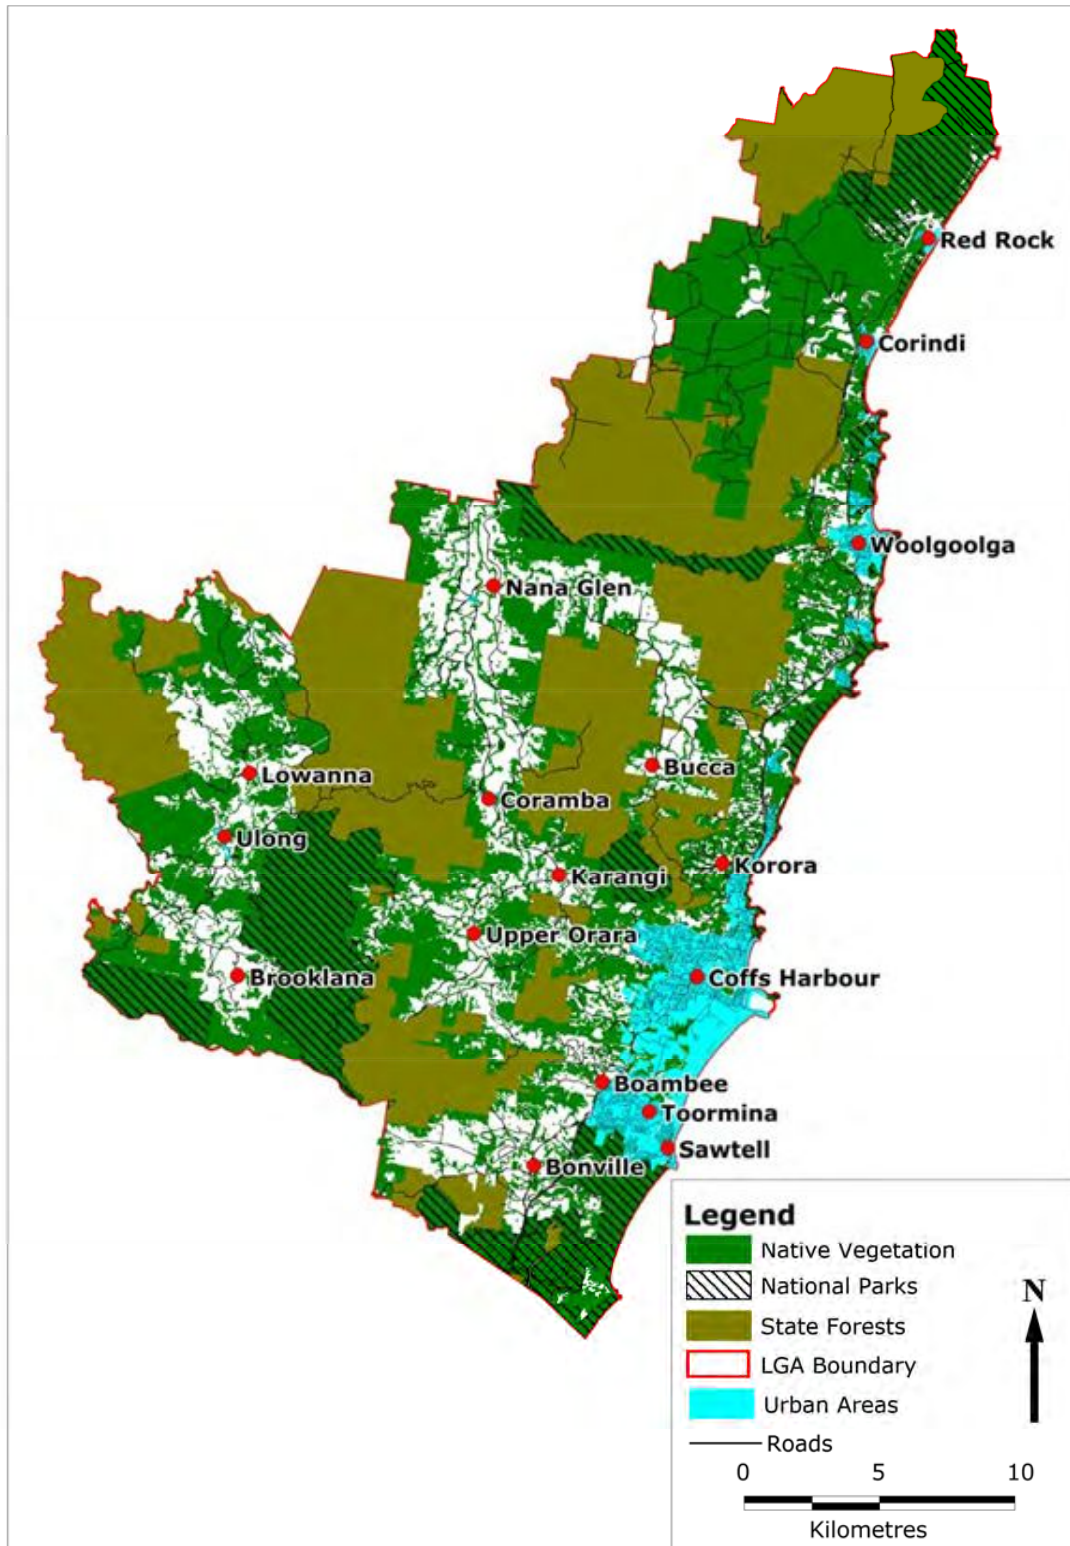 Red Rock
Corindi
Woolgoolga
Nana Glen
Lowanna
Bucca
Coramba
Ulong
Korora
Karangi
Upper Orara
Brooklana
Coffs Harbour
Boambee
Toormina
Sawtell
Bonville
Legend
Native Vegetation
National Parks
State Forests
LGA Boundary
Urban Areas
Roads
N
0 5 10
Kilometres